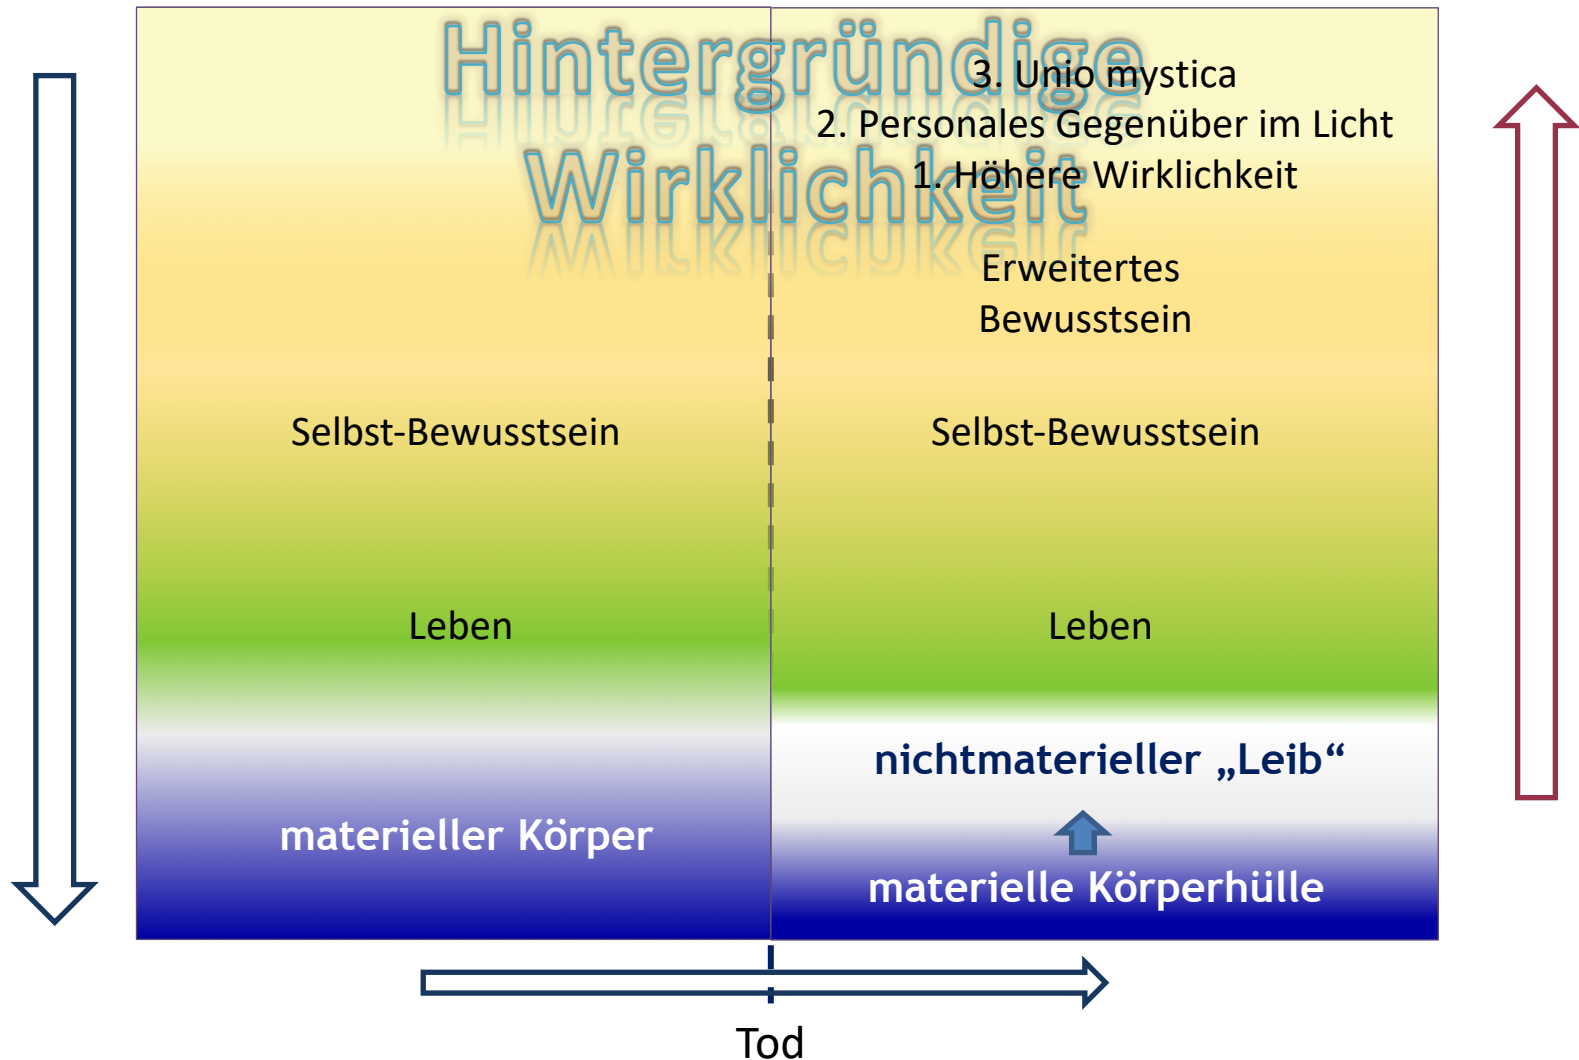 Hintergründige
Wirklichkeit
3. Unio mystica
2. Personales Gegenüber im Licht
1. Höhere Wirklichkeit
Erweitertes
Bewusstsein
Selbst-Bewusstsein
Selbst-Bewusstsein
Leben
Leben
nichtmaterieller „Leib“
materieller Körper
materielle Körperhülle
Tod